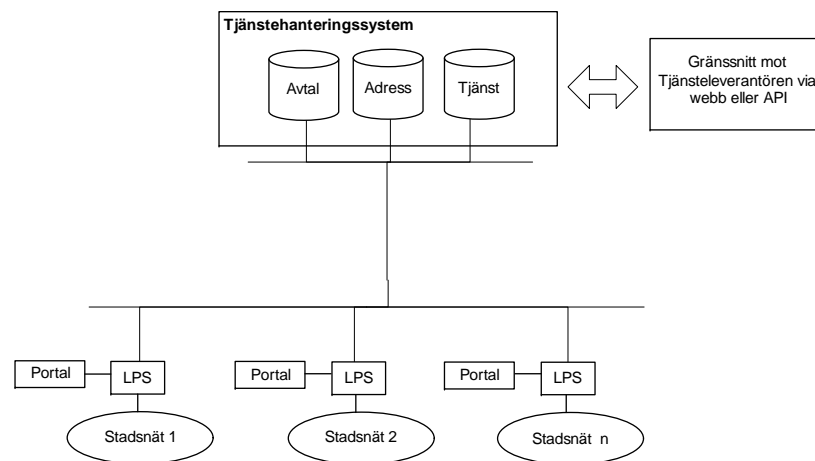 Tjänstehanteringssystem
Avtal
Adress
Tjänst
Gränssnitt mot
Tjänsteleverantören via
webb eller API
Portal
LPS
Portal
LPS
Portal
LPS
Stadsnät 1
Stadsnät 2
Stadsnät n